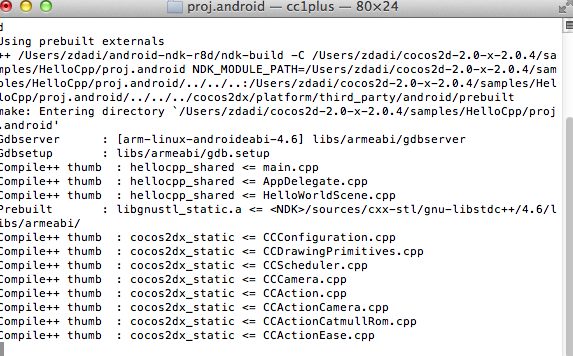 proj.android — cc1plus — 80×24
d
Using prebuilt externals
++ /Users/zdadi/android-ndk-r8d/ndk-build -C /Users/zdadi/cocos2d-2.0-x-2.0.4/sa
mples/HelloCpp/proj.android NDK_MODULE_PATH=/Users/zdadi/cocos2d-2.0-x-2.0.4/sam
ples/HelloCpp/proj.android/../../..:/Users/zdadi/cocos2d-2.0-x-2.0.4/samples/Hel
loCpp/proj.android/../../../cocos2dx/platform/third_party/android/prebuilt
make: Entering directory `/Users/zdadi/cocos2d-2.0-x-2.0.4/samples/HelloCpp/proj
.android'
Gdbserver      : [arm-linux-androideabi-4.6] libs/armeabi/gdbserver
Gdbsetup       : libs/armeabi/gdb.setup
Compile++ thumb  : hellocpp_shared <= main.cpp
Compile++ thumb  : hellocpp_shared <= AppDelegate.cpp
Compile++ thumb  : hellocpp_shared <= HelloWorldScene.cpp
Prebuilt       : libgnustl_static.a <= <NDK>/sources/cxx-stl/gnu-libstdc++/4.6/l
ibs/armeabi/
Compile++ thumb  : cocos2dx_static <= CCConfiguration.cpp
Compile++ thumb  : cocos2dx_static <= CCDrawingPrimitives.cpp
Compile++ thumb  : cocos2dx_static <= CCScheduler.cpp
Compile++ thumb  : cocos2dx_static <= CCCamera.cpp
Compile++ thumb  : cocos2dx_static <= CCAction.cpp
Compile++ thumb  : cocos2dx_static <= CCActionCamera.cpp
Compile++ thumb  : cocos2dx_static <= CCActionCatmullRom.cpp
Compile++ thumb  : cocos2dx_static <= CCActionEase.cpp